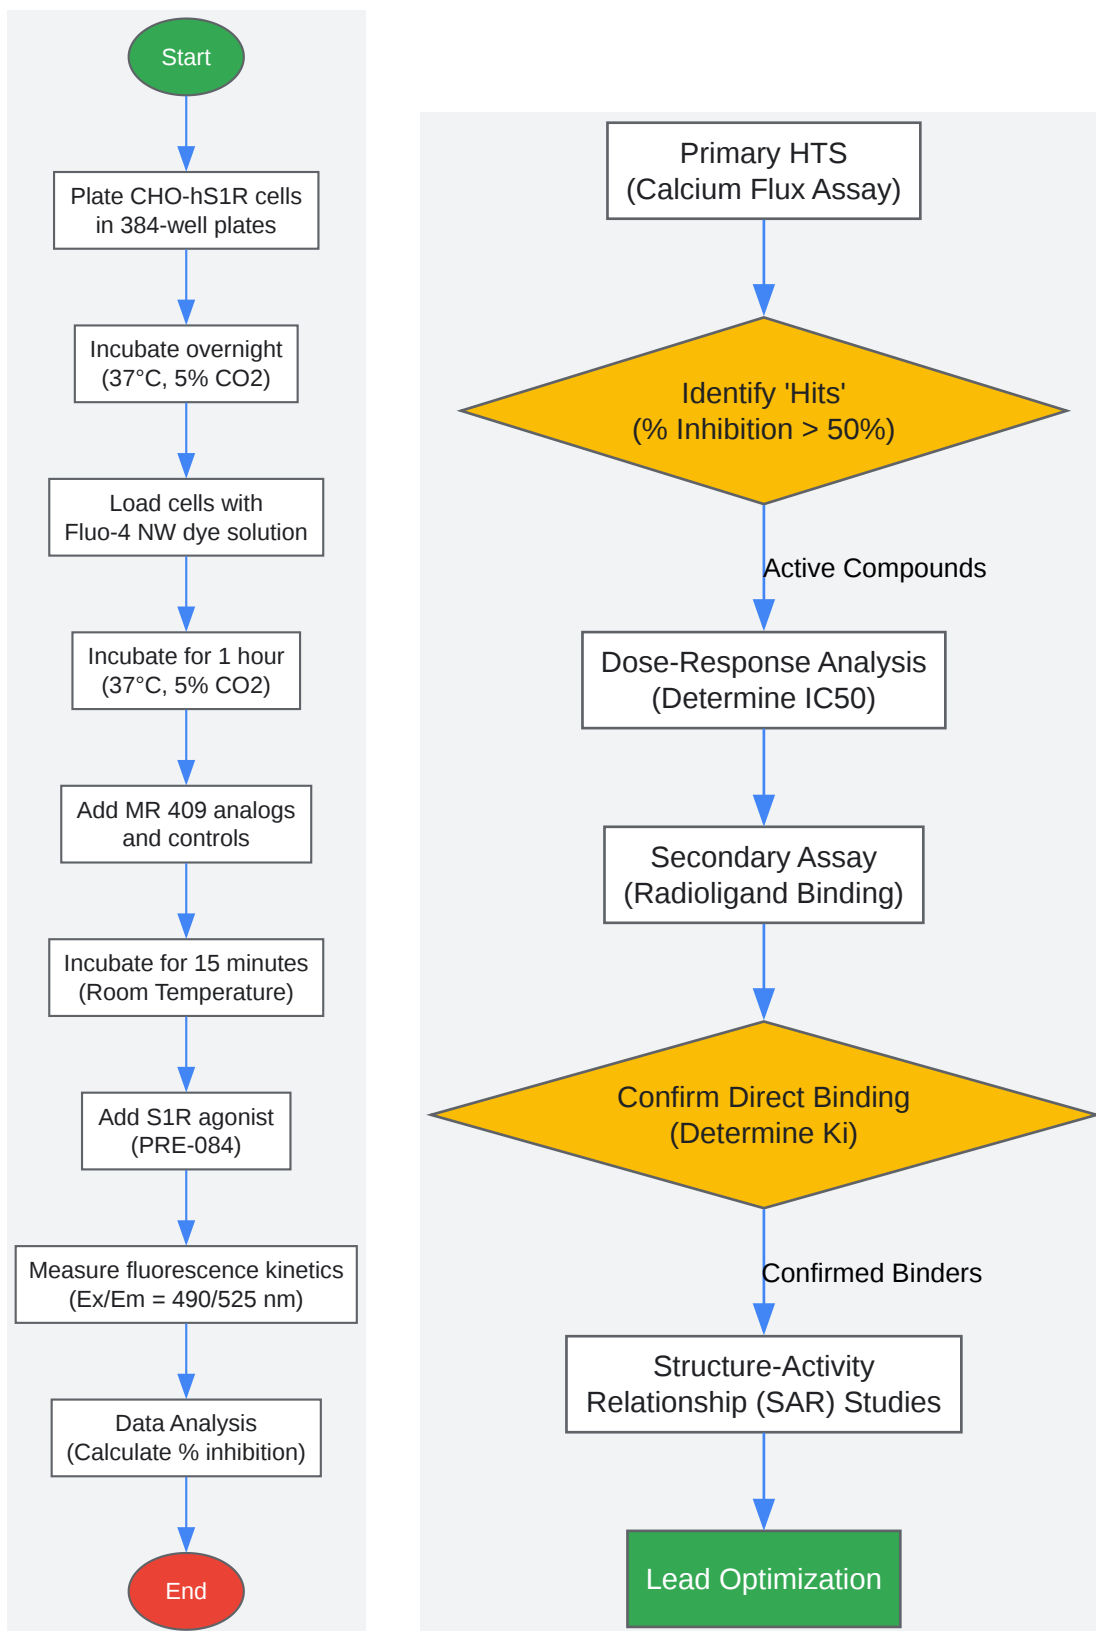 Start
Plate CHO-hS1R cells
in 384-well plates
Incubate overnight
(37°C, 5% CO2)
Load cells with
Fluo-4 NW dye solution
Incubate for 1 hour
(37°C, 5% CO2)
Add MR 409 analogs
and controls
Incubate for 15 minutes
(Room Temperature)
Add S1R agonist
(PRE-084)
Measure fluorescence kinetics
(Ex/Em = 490/525 nm)
Data Analysis
(Calculate % inhibition)
End
Primary HTS
(Calcium Flux Assay)
Identify 'Hits'
(% Inhibition > 50%)
Active Compounds
Dose-Response Analysis
(Determine IC50)
Secondary Assay
(Radioligand Binding)
Confirm Direct Binding
(Determine Ki)
Confirmed Binders
Structure-Activity
Relationship (SAR) Studies
Lead Optimization